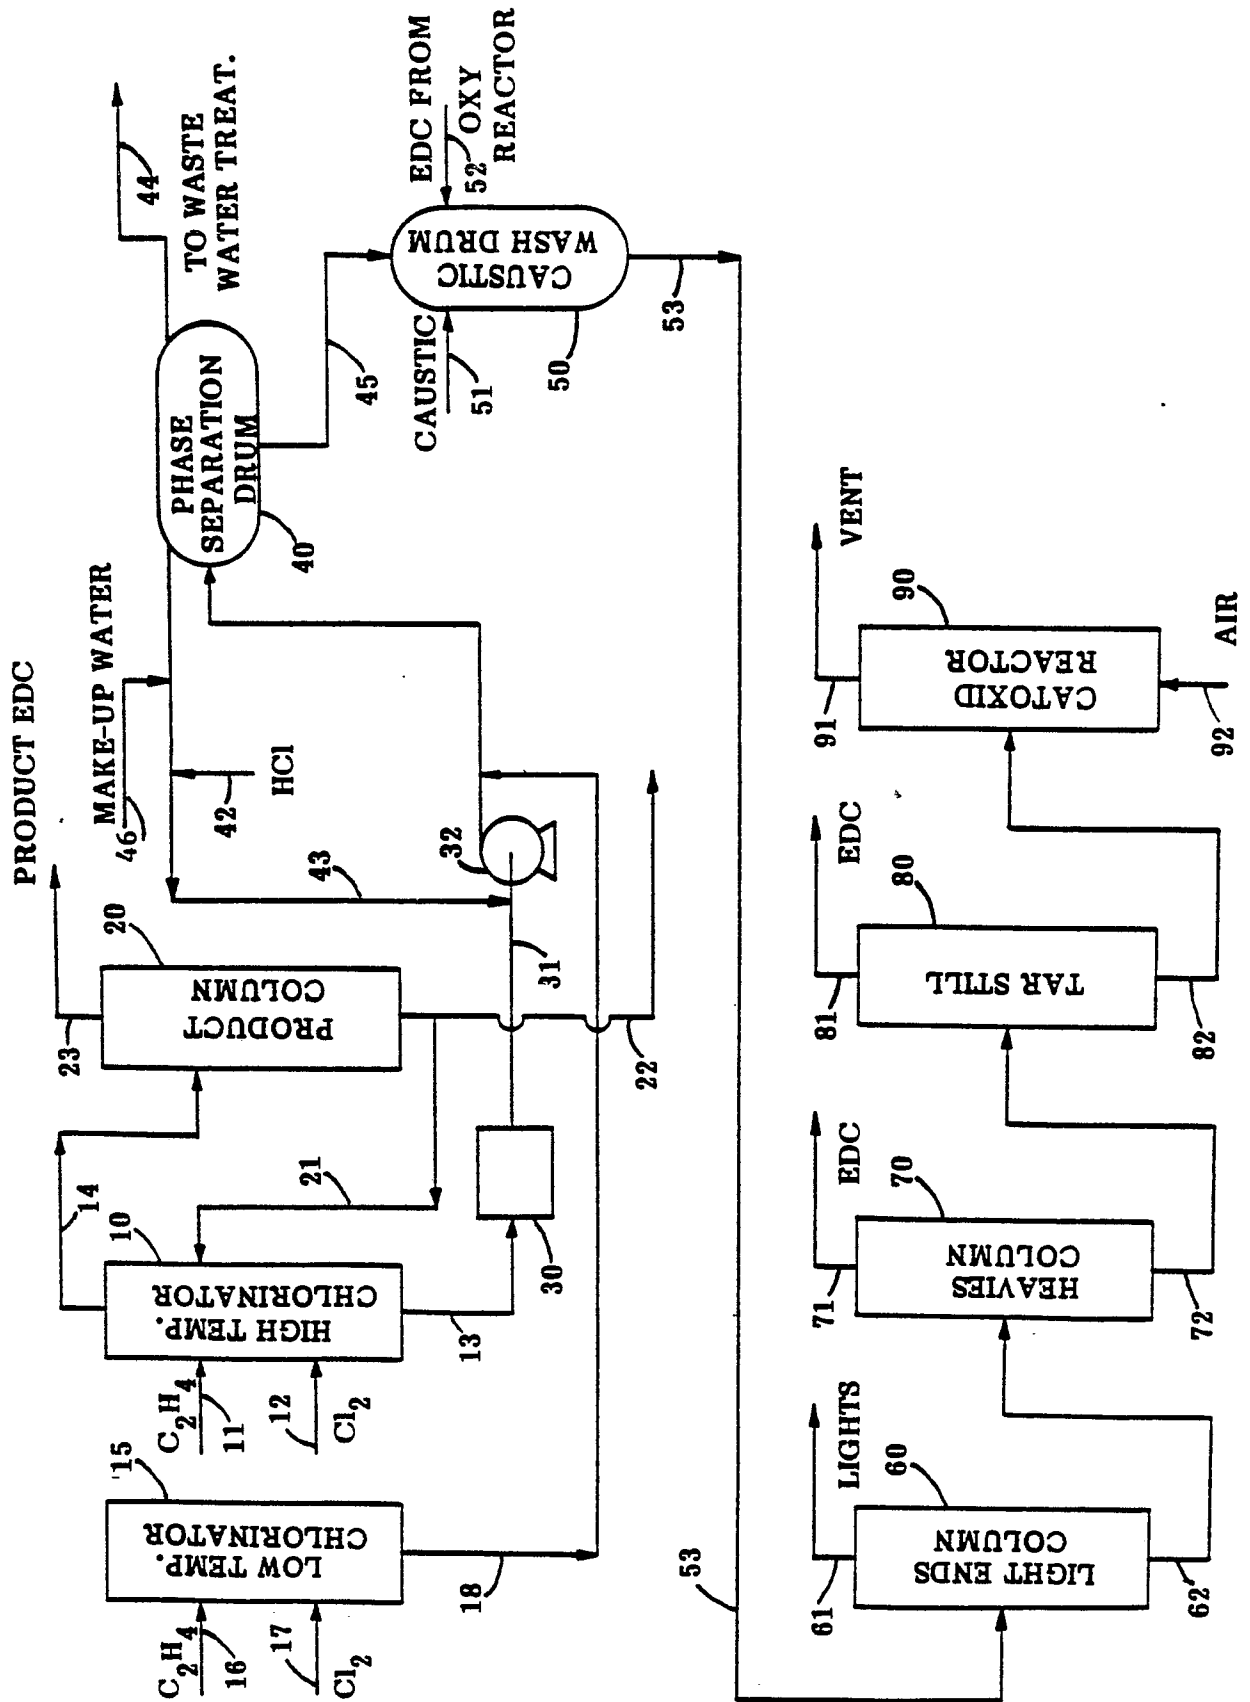 PRODUCT EDC
23
20
PRODUCT
COLUMN
14
10
HIGH TEMP.
CHLORINATOR
C2H4
11
12
Cl2
13
21
22
'15
LOW TEMP.
CHLORINATOR
C2H4
16
17
Cl2
18
30
31
32
43
MAKE-UP WATER
46
42
HCl
PHASE
SEPARATION
DRUM
40
44
TO WASTE
WATER TREAT.
45
EDC FROM
OXY
REACTOR
52
CAUSTIC
WASH DRUM
CAUSTIC
51
50
53
53
LIGHTS
61
60
LIGHT ENDS
COLUMN
62
EDC
71
70
HEAVIES
COLUMN
72
EDC
81
80
TAR STILL
82
VENT
91
90
CATOXID
REACTOR
92
AIR